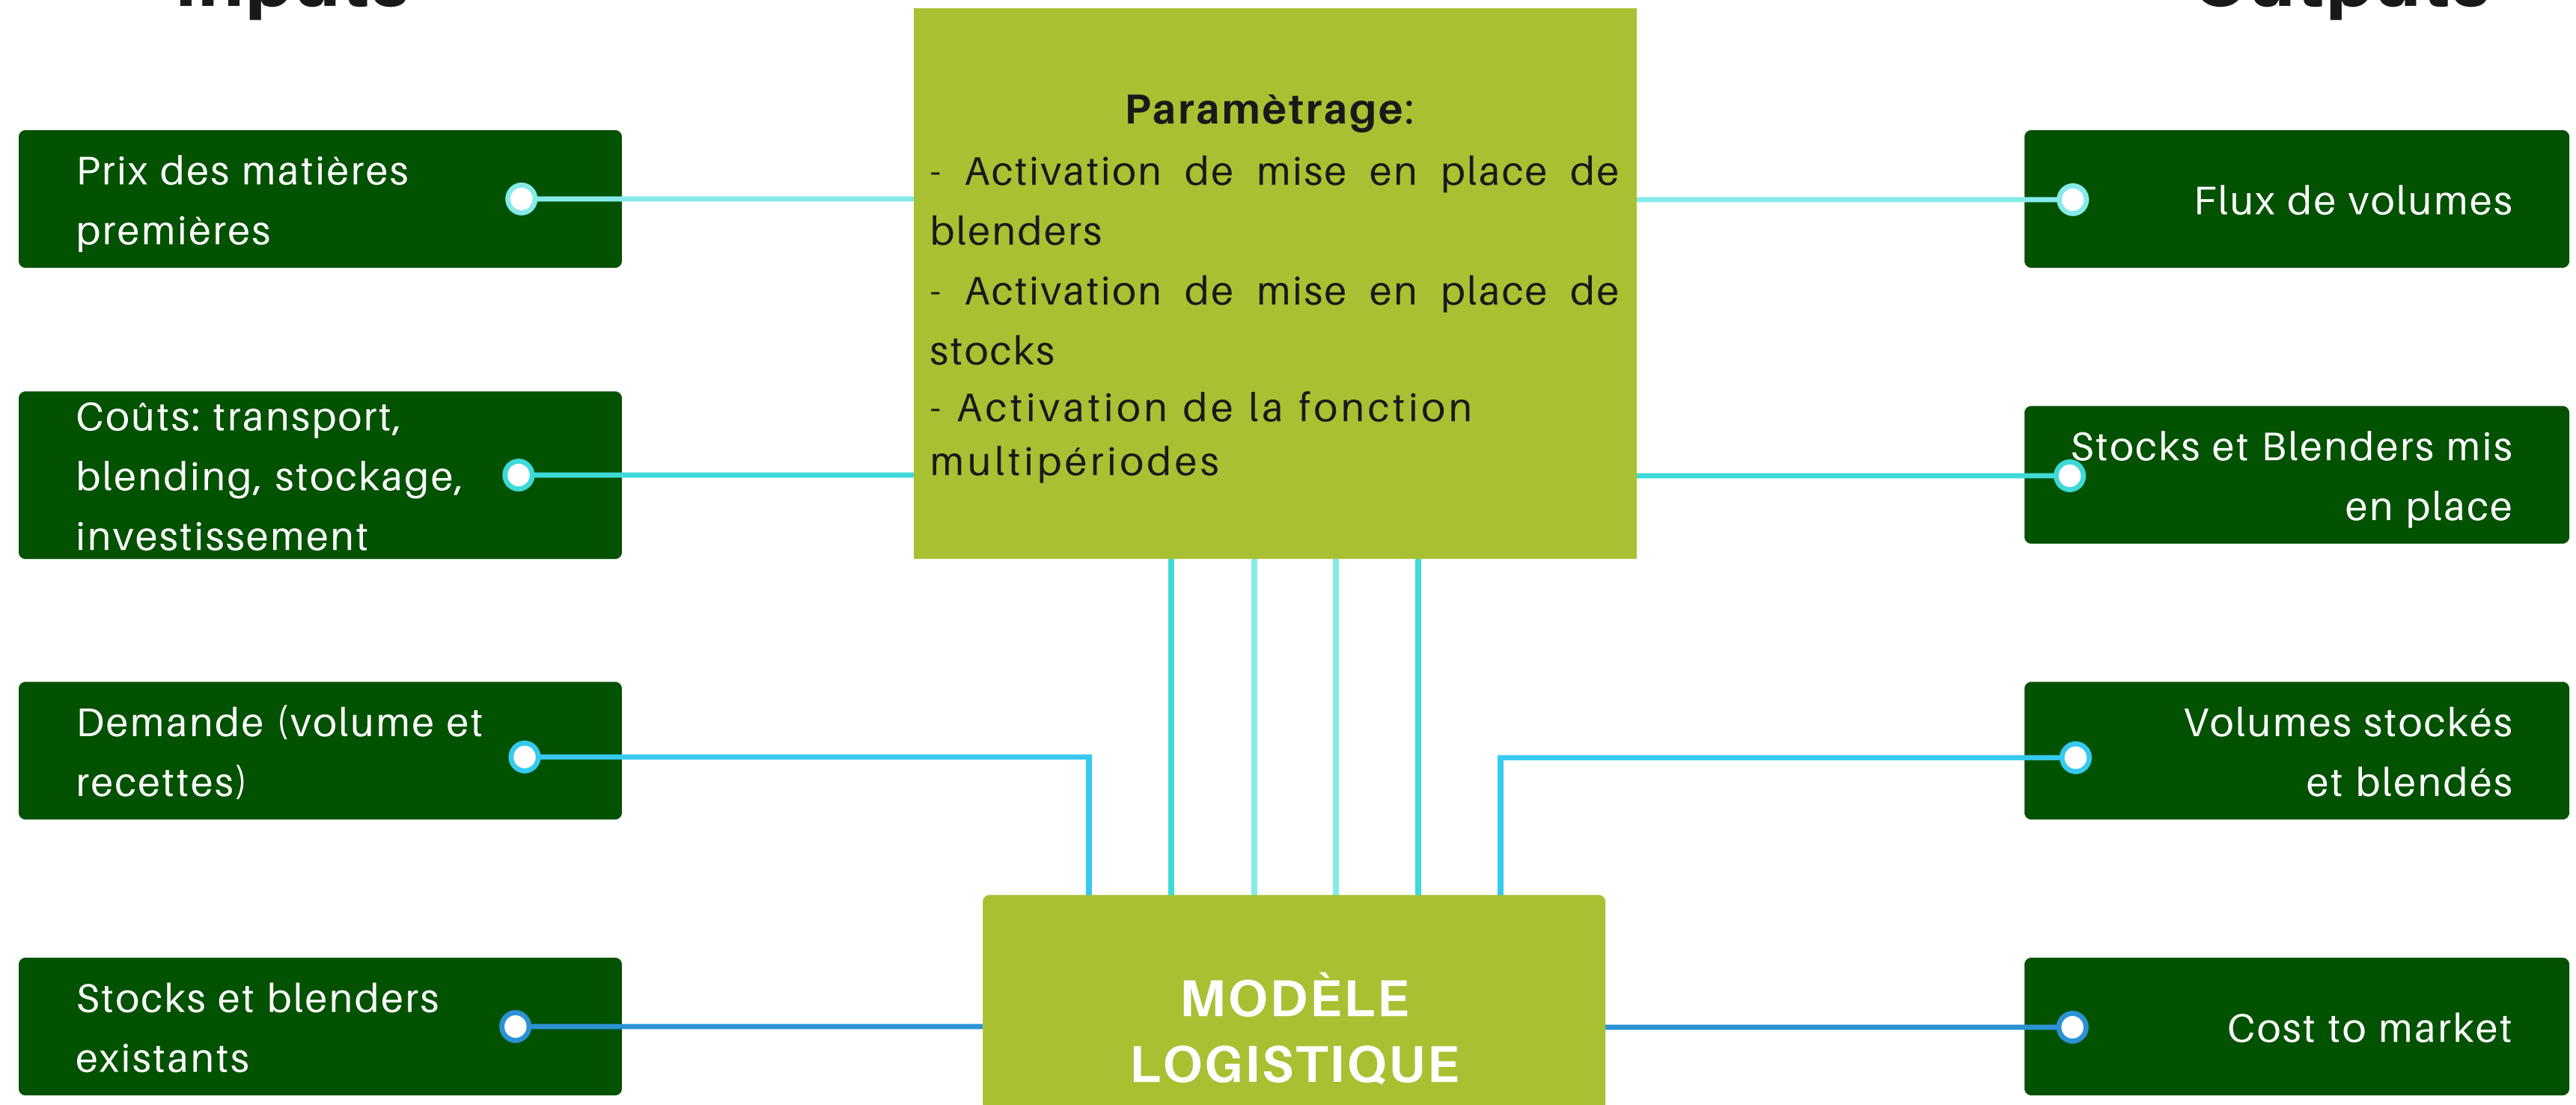 Inputs
Outputs
Prix des matières
premières
Coûts: transport,
blending, stockage,
investissement
Demande (volume et
recettes)
Stocks et blenders
existants
Paramètrage:
- Activation de mise en place de
blenders
- Activation de mise en place de
stocks
- Activation de la fonction
multipériodes
MODÈLE
LOGISTIQUE
Flux de volumes
Stocks et Blenders mis
en place
Volumes stockés
et blendés
Cost to market